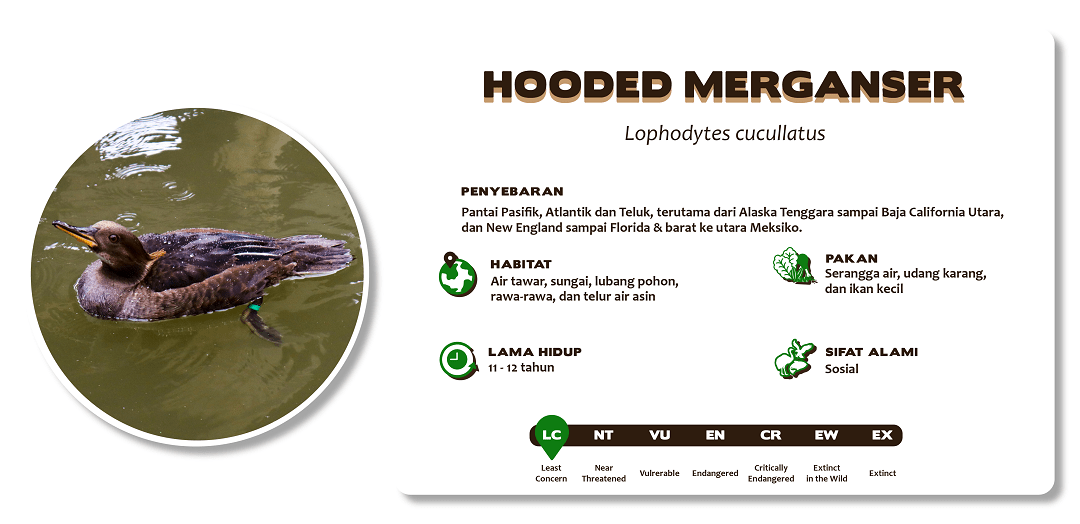 HOODED MERGANSER
Lophodytes cucullatus
PENYEBARAN
Pantai Pasifik, Atlantik dan Teluk, terutama dari Alaska Tenggara sampai Baja California Utara,
dan New England sampai Florida & barat ke utara Meksiko.
HABITAT
Air tawar, sungai, lubang pohon,
rawa-rawa, dan telur air asin
PAKAN
Serangga air, udang karang,
dan ikan kecil
LAMA HIDUP
11 - 12 tahun
SIFAT ALAMI
Sosial
LC NT VU EN CR EW EX
Least
Concern
Near
Threatened
Vulrerable
Endangered
Critically
Endangered
Extinct
in the Wild
Extinct